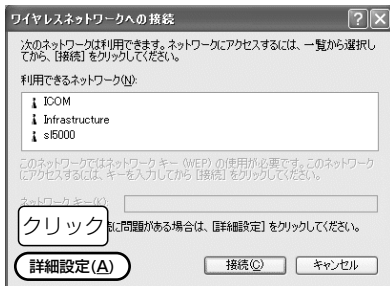 ワイヤレスネットワークへの接続
次のネットワークは利用できます。ネットワークにアクセスするには、一覧から選択し
てから、[接続] をクリックしてください。
利用できるネットワーク(N):
ICOM
Infrastructure
sl5000
このネットワークではネットワーク キー (WEP) の使用が必要です。このネットワーク
にアクセスするには、キーを入力してから [接続] をクリックしてください。
ネットワーク キー(K):
クリック
に問題がある場合は、[詳細設定] をクリックしてください。
詳細設定(A)
接続(C)
キャンセル